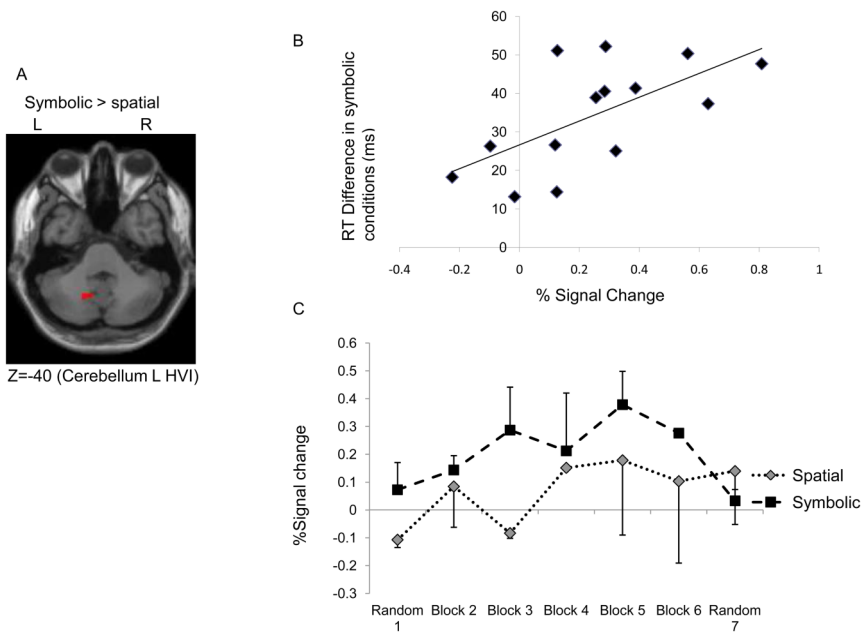 A
Symbolic > spatial
L R
Z=-40 (Cerebellum L HVI)
B
RT Difference in symbolic
conditions (ms)
60
50
40
30
20
10
0
-0.4 -0.2 0 0.2 0.4 0.6 0.8 1
% Signal Change
C
%Signal change
0.6
0.5
0.4
0.3
0.2
0.1
0
-0.1
-0.2
-0.3
Random Block 2 Block 3 Block 4 Block 5 Block 6 Random
1 7
Spatial
Symbolic